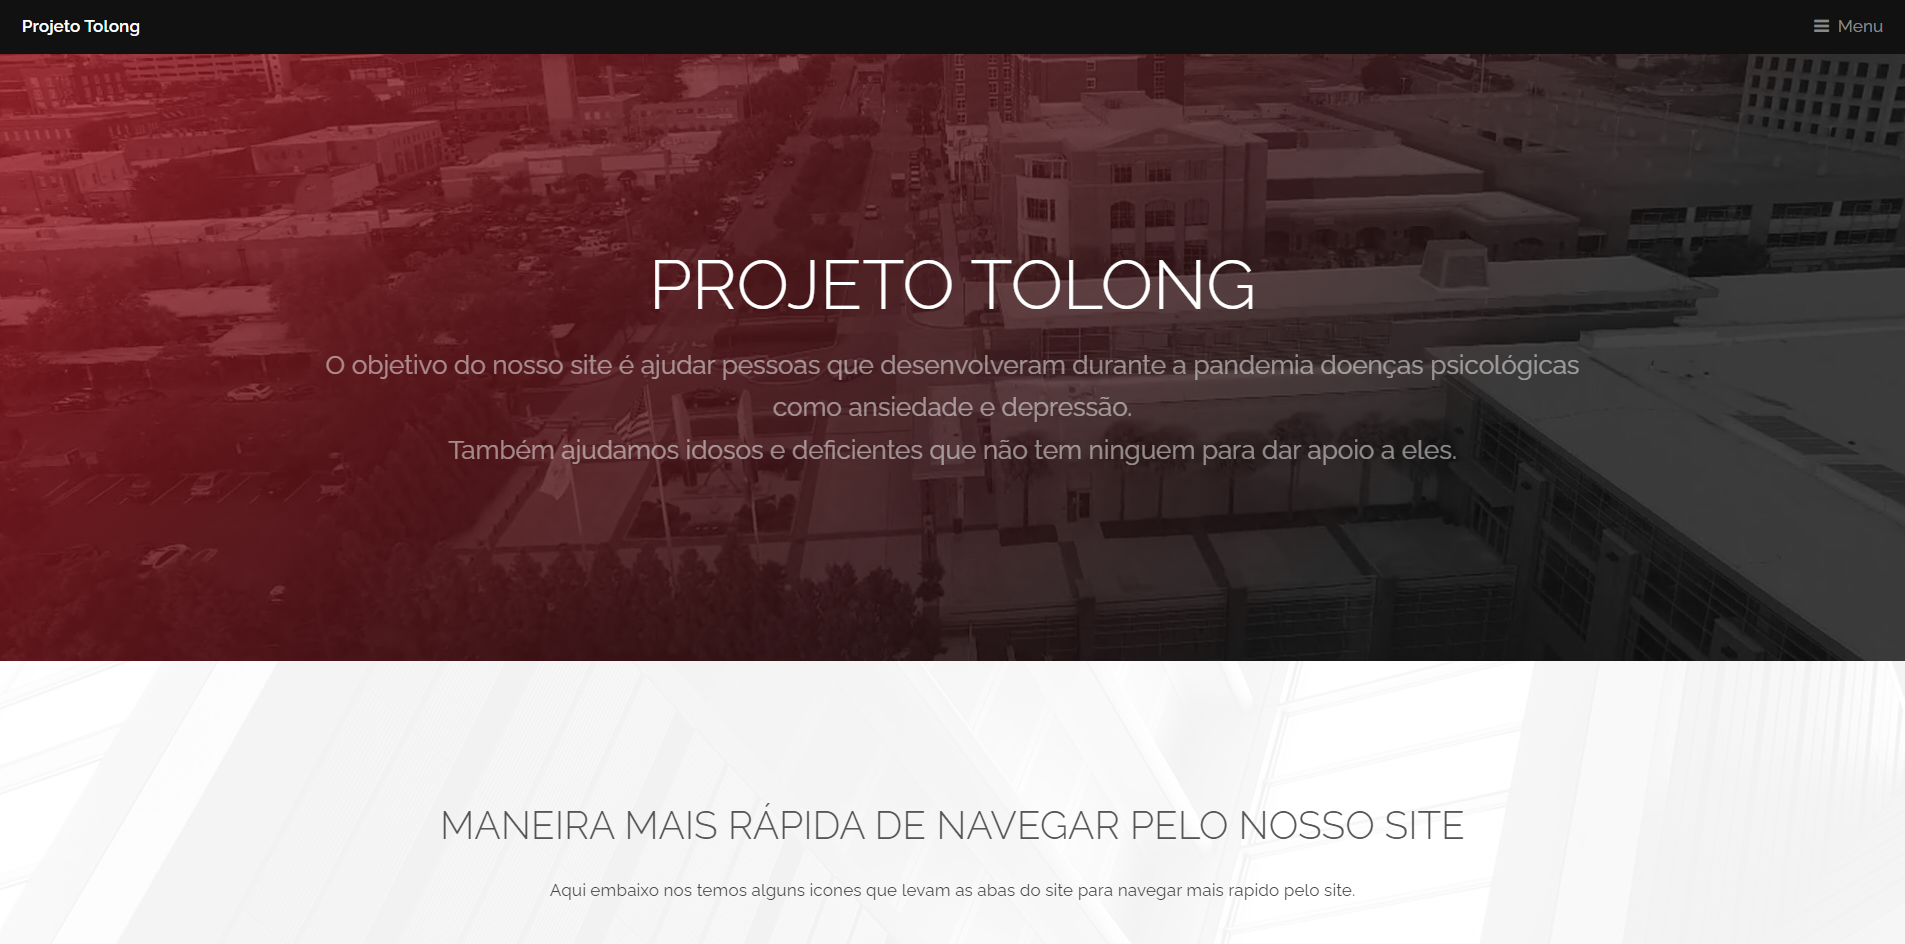 Projeto Tolong
Menu
PROJETO TOLONG
O objetivo do nosso site é ajudar pessoas que desenvolveram durante a pandemia doenças psicológicas
como ansiedade e depressão.
Também ajudamos idosos e deficientes que não tem ninguem para dar apoio a eles.
MANEIRA MAIS RÁPIDA DE NAVEGAR PELO NOSSO SITE
Aqui embaixo nos temos alguns icones que levam as abas do site para navegar mais rapido pelo site.